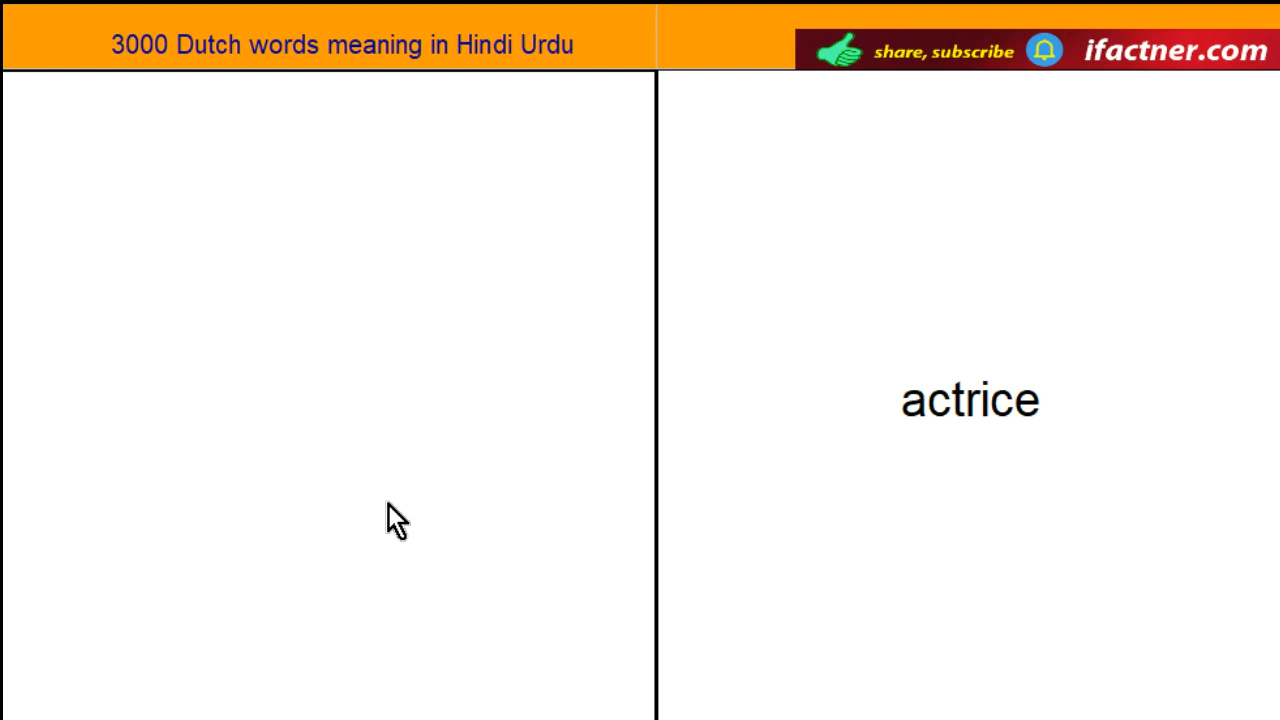 3000 Dutch words meaning in Hindi Urdu
share, subscribe ifactner.com
actrice